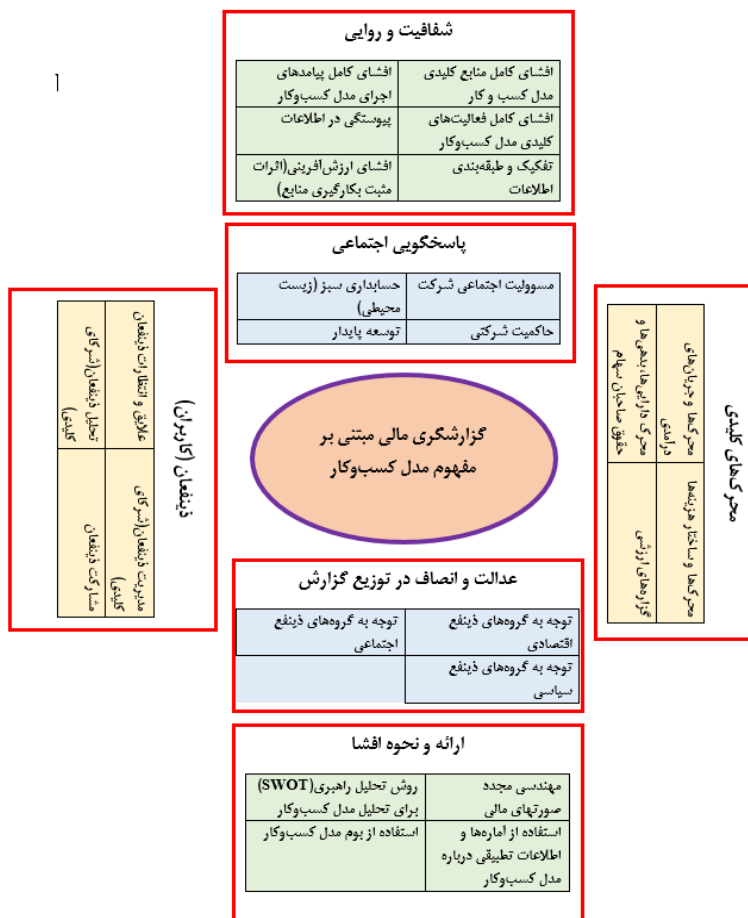 شفافیت و روایی
افشای کامل منابع کلیدی
مدل کسب و کار
افشای کامل پیامدهای
اجرای مدل کسب‌وکار
افشای کامل فعالیت‌های
کلیدی مدل کسب‌وکار
پیوستگی در اطلاعات
تفکیک و طبقه‌بندی
اطلاعات
افشای ارزش‌آفرینی(اثرات
مثبت بکارگیری منابع)
پاسخگویی اجتماعی
مسوولیت اجتماعی شرکت
حسابداری سبز (زیست
محیطی)
حاکمیت شرکتی
توسعه پایدار
محرک‌های کلیدی
محرک‌ها و جریان‌های
درآمدی
محرک دارایی‌ها، بدهی‌ها و
حقوق صاحبان سهام
محرک‌ها و ساختار هزینه‌ها
گزاره‌های ارزشی
گزارشگری مالی مبتنی بر
مفهوم مدل کسب‌وکار
ذینفعان (کاربران)
علایق و انتظارات ذینفعان
تحلیل ذینفعان(شرکای
کلیدی)
مدیریت ذینفعان(شرکای
کلیدی)
مشارکت ذینفعان
عدالت و انصاف در توزیع گزارش
توجه به گروه‌های ذینفع
اقتصادی
توجه به گروه‌های ذینفع
اجتماعی
توجه به گروه‌های ذینفع
سیاسی
ارائه و نحوه افشا
مهندسی مجدد
صورتهای مالی
روش تحلیل راهبری(SWOT)
برای تحلیل مدل کسب‌وکار
استفاده از آماره‌ها و
اطلاعات تطبیقی درباره
مدل کسب‌وکار
استفاده از بوم مدل کسب‌وکار